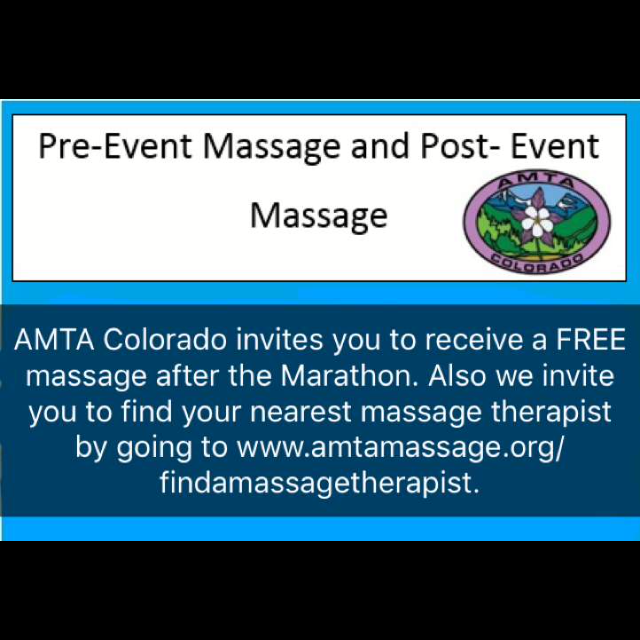 Pre-Event Massage and Post- Event
Massage
AMTA
COLORADO
AMTA Colorado invites you to receive a FREE
massage after the Marathon. Also we invite
you to find your nearest massage therapist
by going to www.amtamassage.org/
findamassagetherapist.